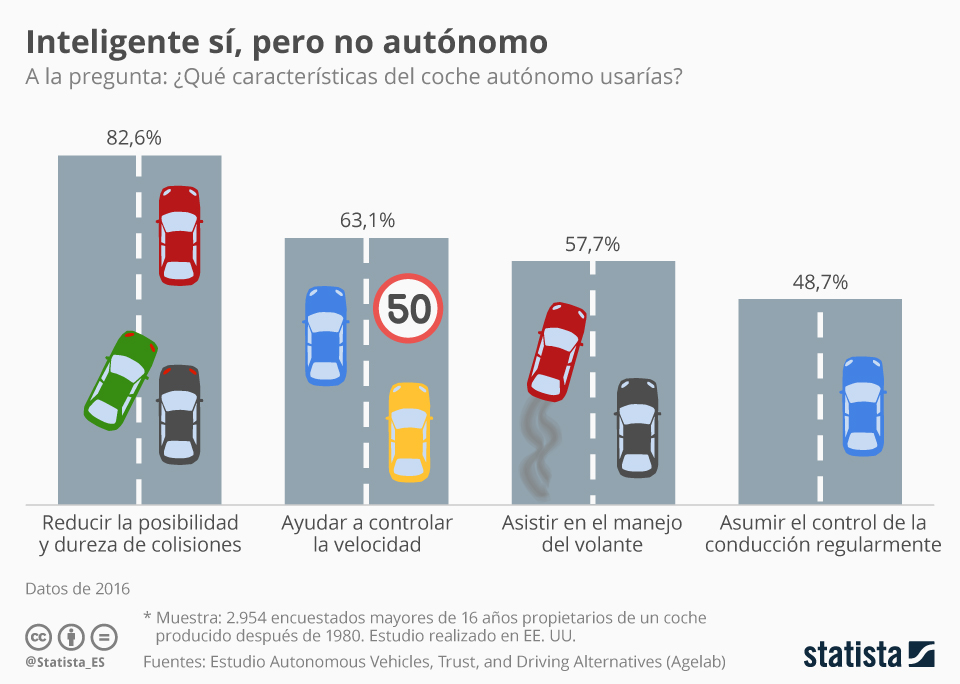 Inteligente sí, pero no autónomo
A la pregunta: ¿Qué características del coche autónomo usarías?
82,6%
63,1%
57,7%
48,7%
50
Reducir la posibilidad
y dureza de colisiones
Ayudar a controlar
la velocidad
Asistir en el manejo
del volante
Asumir el control de la
conducción regularmente
Datos de 2016
* Muestra: 2.954 encuestados mayores de 16 años propietarios de un coche
producido después de 1980. Estudio realizado en EE. UU.
cc
@Statista_ES
Fuentes: Estudio Autonomous Vehicles, Trust, and Driving Alternatives (Agelab)
statista